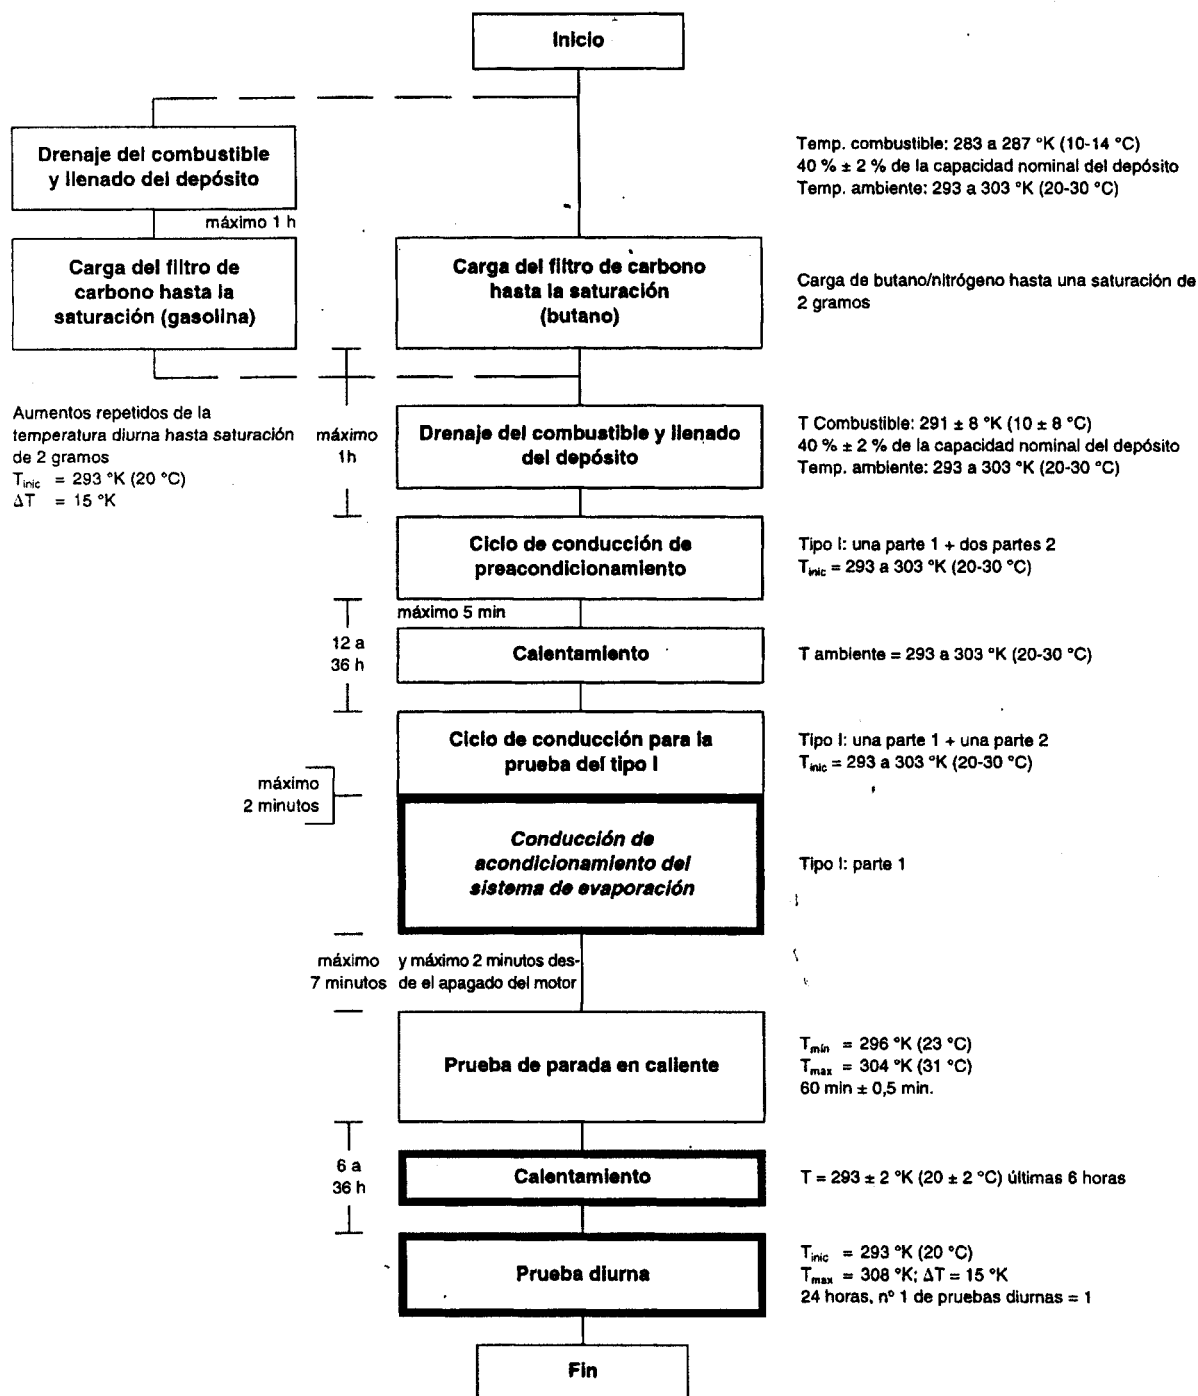 Inicio
Drenaje del combustible
y llenado del depósito
Temp. combustible: 283 a 287 °K (10-14 °C)
40 % ± 2 % de la capacidad nominal del depósito
Temp. ambiente: 293 a 303 °K (20-30 °C)
máximo 1 h
Carga del filtro de
carbono hasta la
saturación (gasolina)
Carga del filtro de carbono
hasta la saturación
(butano)
Carga de butano/nitrógeno hasta una saturación de
2 gramos
Aumentos repetidos de la
temperatura diurna hasta saturación
de 2 gramos
Tinic = 293 °K (20 °C)
ΔT = 15 °K
máximo
1h
Drenaje del combustible y llenado
del depósito
T Combustible: 291 ± 8 °K (10 ± 8 °C)
40 % ± 2 % de la capacidad nominal del depósito
Temp. ambiente: 293 a 303 °K (20-30 °C)
Ciclo de conducción de
preacondicionamiento
Tipo I: una parte 1 + dos partes 2
Tinic = 293 a 303 °K (20-30 °C)
máximo 5 min
12 a
36 h
Calentamiento
T ambiente = 293 a 303 °K (20-30 °C)
Ciclo de conducción para la
prueba del tipo I
Tipo I: una parte 1 + una parte 2
Tinic = 293 a 303 °K (20-30 °C)
máximo
2 minutos
Conducción de
acondicionamiento del
sistema de evaporación
Tipo I: parte 1
máximo
7 minutos
y máximo 2 minutos des-
de el apagado del motor
Prueba de parada en caliente
Tmín = 296 °K (23 °C)
Tmax = 304 °K (31 °C)
60 min ± 0,5 min.
6 a
36 h
Calentamiento
T = 293 ± 2 °K (20 ± 2 °C) últimas 6 horas
Prueba diurna
Tinic = 293 °K (20 °C)
Tmax = 308 °K; ΔT = 15 °K
24 horas, nº 1 de pruebas diurnas = 1
Fin